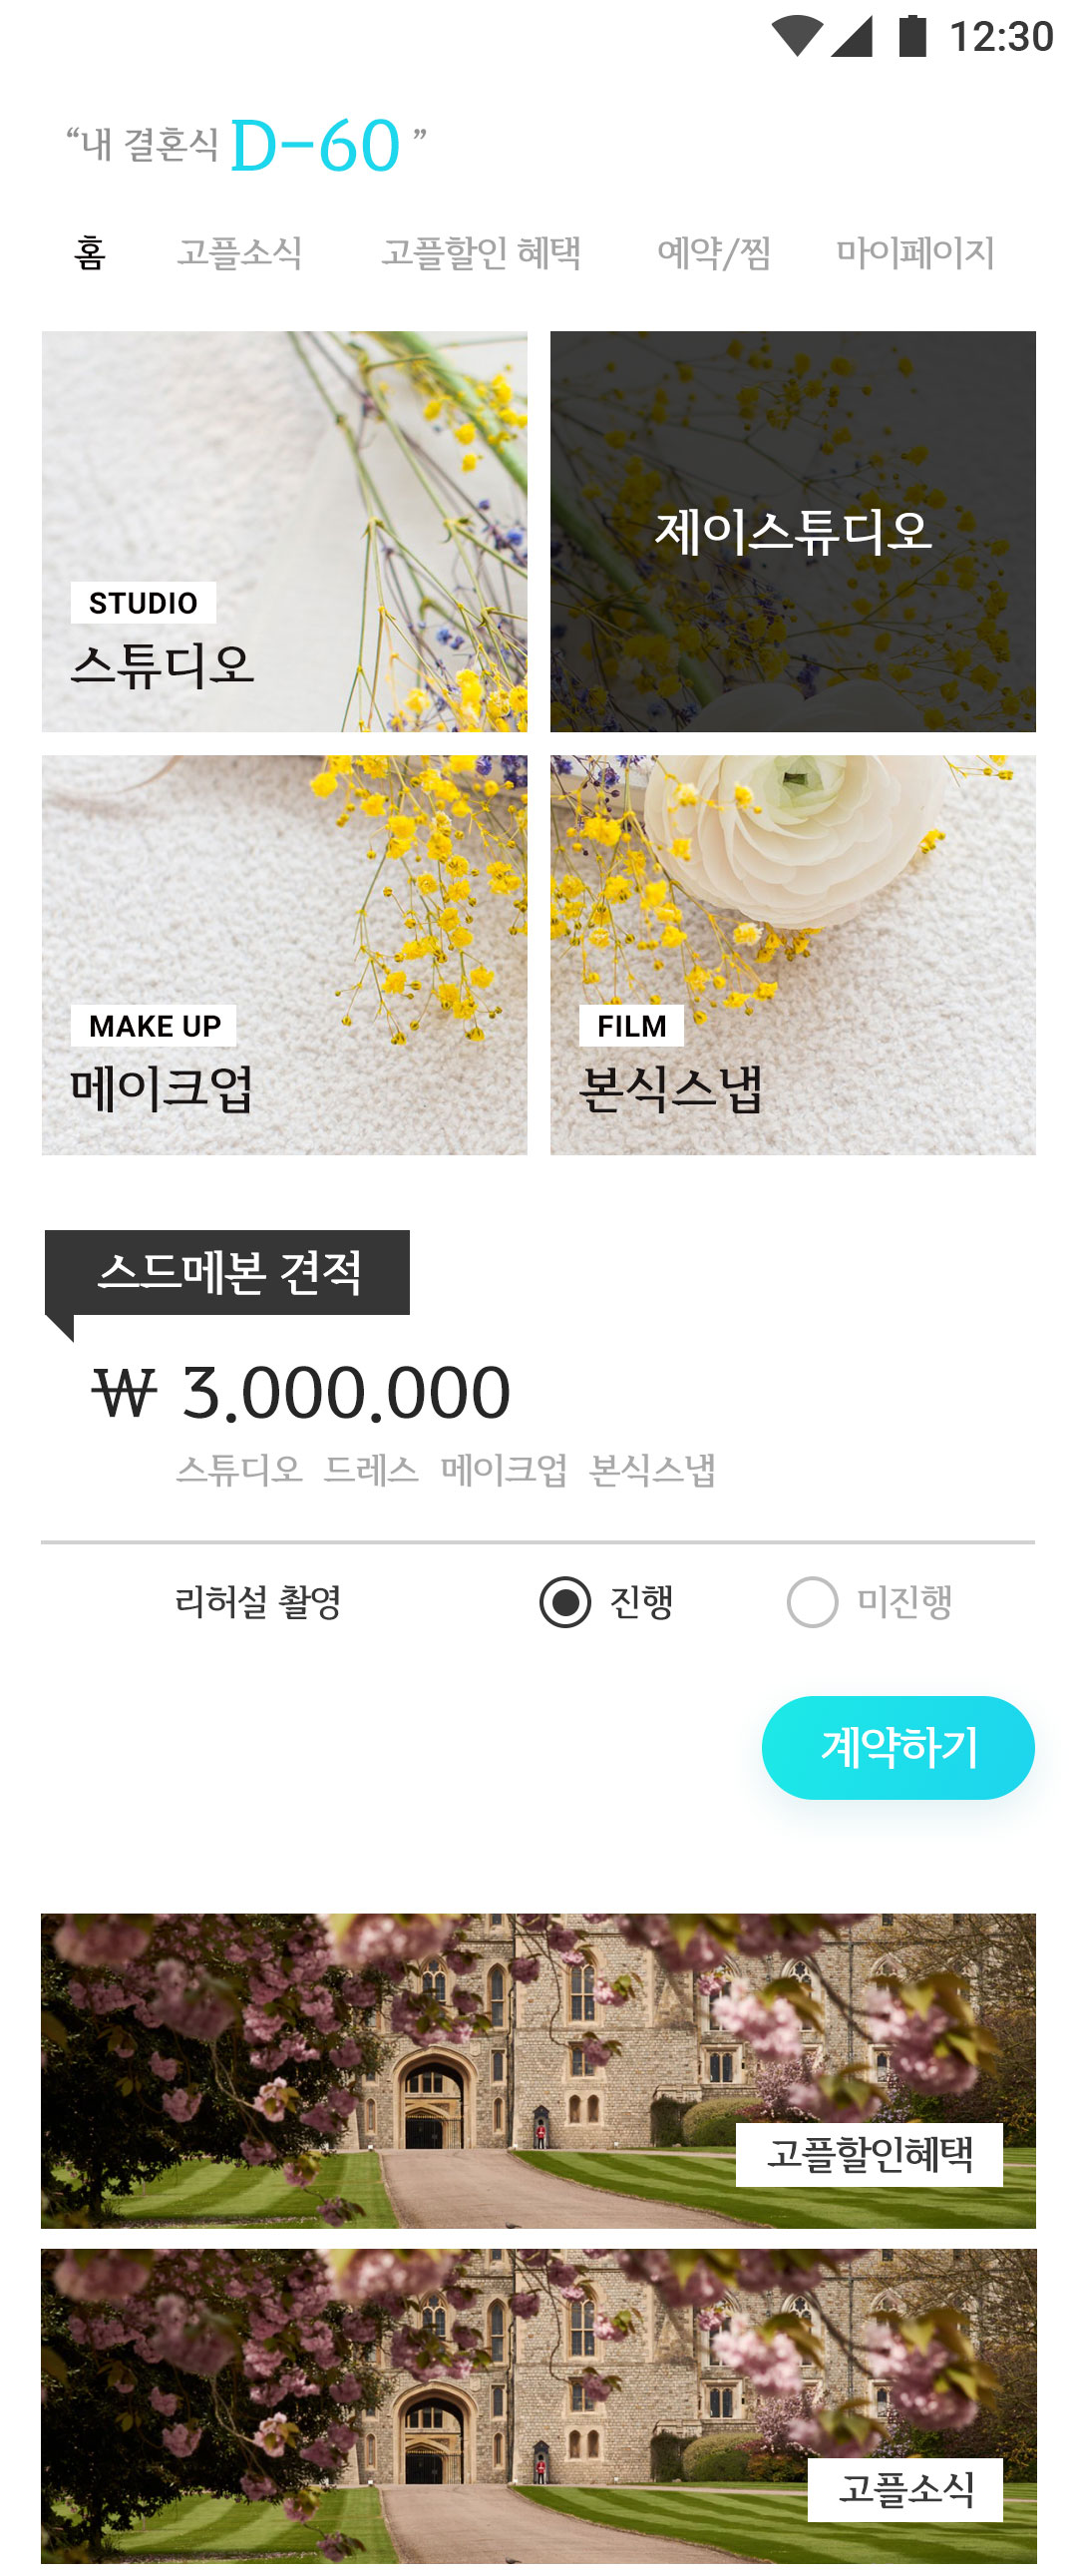 12:30
“내 결혼식 D-60 ”
홈 고플소식 고플할인 혜택 예약/찜 마이페이지
STUDIO
스튜디오
제이스튜디오
MAKE UP
메이크업
FILM
본식스냅
스드메본 견적
₩ 3.000.000
스튜디오 드레스 메이크업 본식스냅
리허설 촬영 진행 미진행
계약하기
고플할인혜택
고플소식